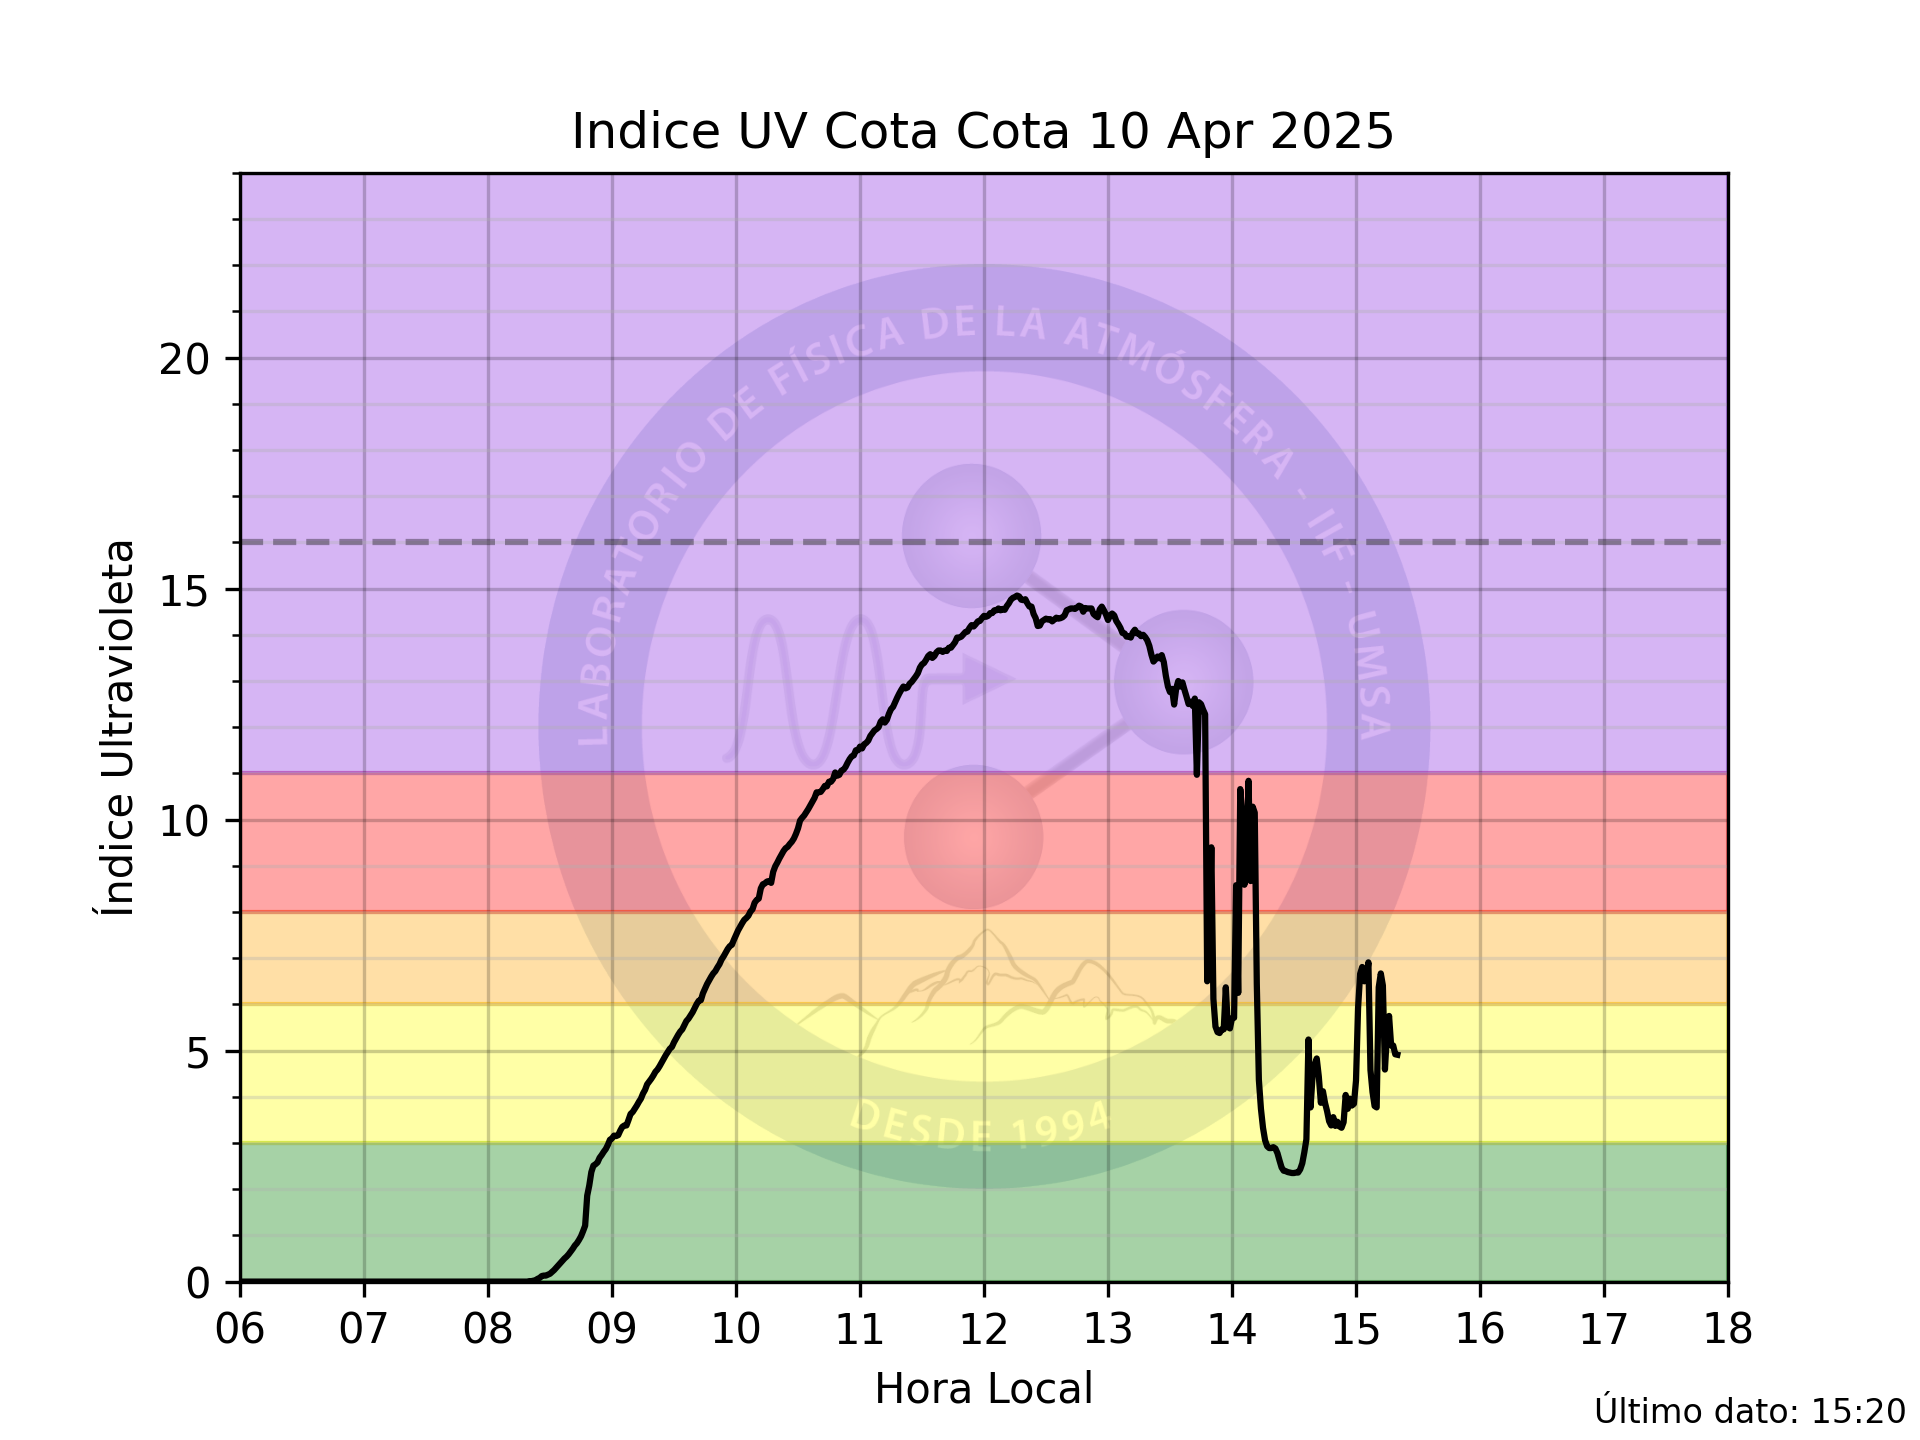 Indice UV Cota Cota 10 Apr 2025
Índice Ultravioleta
20
15
10
5
0
LABORATORIO DE FÍSICA DE LA ATMÓSFERA - IIF - UMSA
DESDE 1994
06 07 08 09 10 11 12 13 14 15 16 17 18
Hora Local
Último dato: 15:20